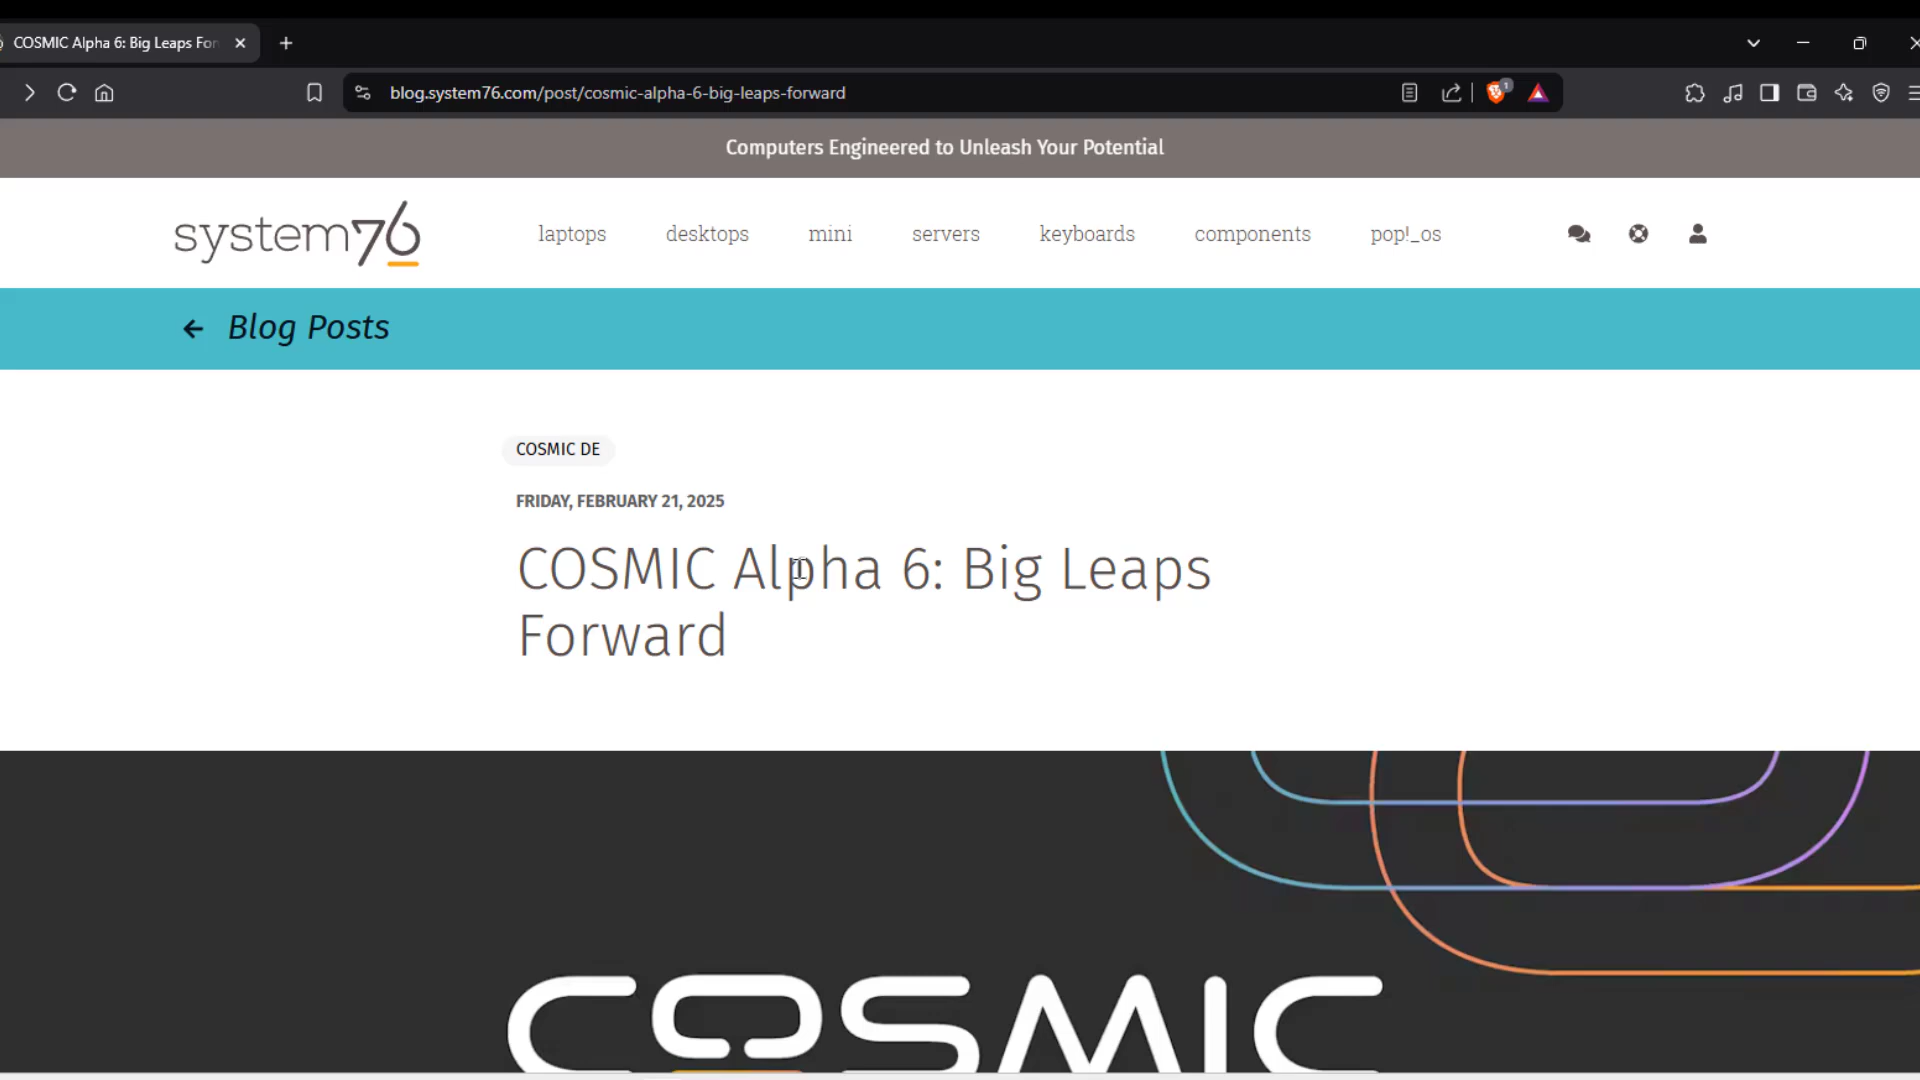 COSMIC Alpha 6: Big Leaps For
blog.system76.com/post/cosmic-alpha-6-big-leaps-forward
1
Computers Engineered to Unleash Your Potential
system76
laptops
desktops
mini
servers
keyboards
components
pop!_os
Blog Posts
COSMIC DE
FRIDAY, FEBRUARY 21, 2025
COSMIC Alpha 6: Big Leaps
Forward
COSMIC